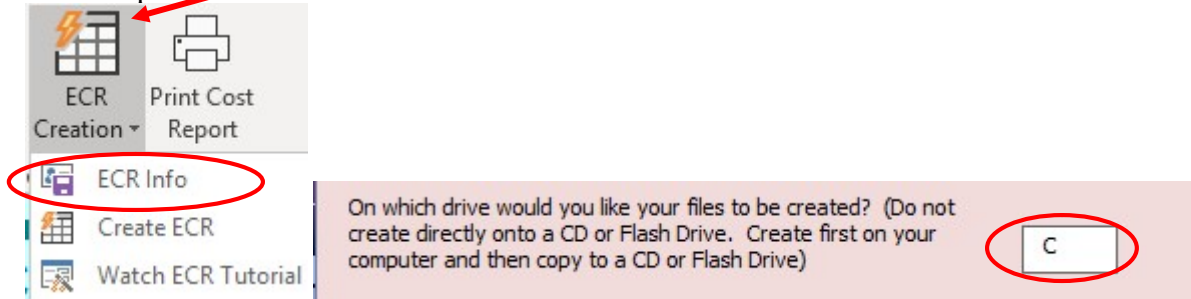 ECR Print Cost
Creation Report
ECR Info
Create ECR
Watch ECR Tutorial
On which drive would you like your files to be created? (Do not
create directly onto a CD or Flash Drive. Create first on your
computer and then copy to a CD or Flash Drive)
C